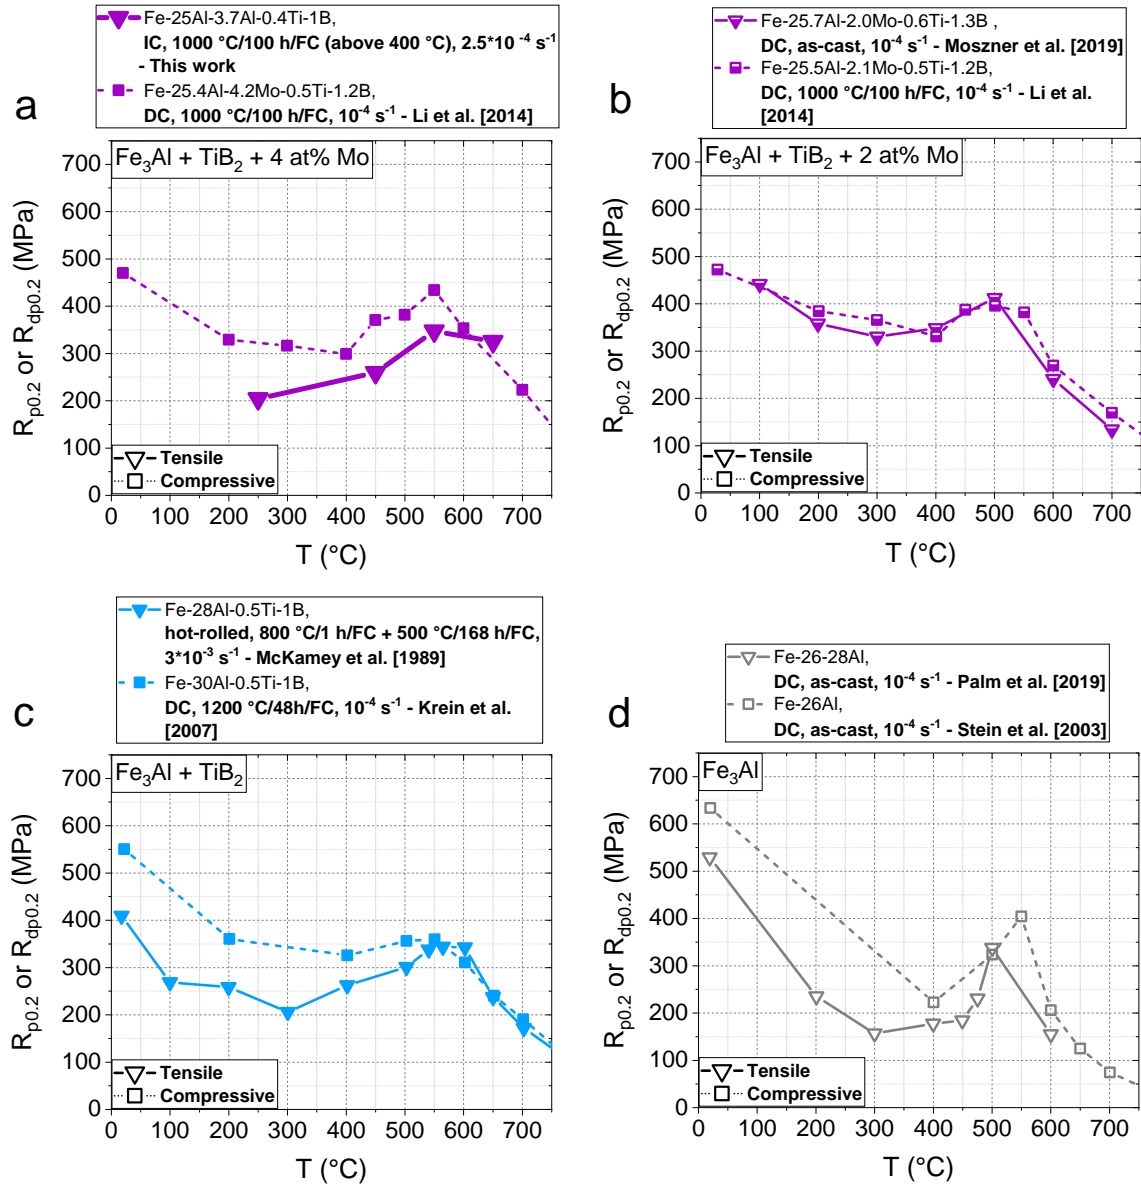 a
Fe-25Al-3.7Al-0.4Ti-1B,
IC, 1000 °C/100 h/FC (above 400 °C), 2.5*10⁻⁴ s⁻¹
- This work
Fe-25.4Al-4.2Mo-0.5Ti-1.2B,
DC, 1000 °C/100 h/FC, 10⁻⁴ s⁻¹ - Li et al. [2014]
Fe₃Al + TiB₂ + 4 at% Mo
R_p0.2 or R_dp0.2 (MPa)
700
600
500
400
300
200
100
0
Tensile
Compressive
0 100 200 300 400 500 600 700
T (°C)
b
Fe-25.7Al-2.0Mo-0.6Ti-1.3B ,
DC, as-cast, 10⁻⁴ s⁻¹ - Moszner et al. [2019]
Fe-25.5Al-2.1Mo-0.5Ti-1.2B,
DC, 1000 °C/100 h/FC, 10⁻⁴ s⁻¹ - Li et al.
[2014]
Fe₃Al + TiB₂ + 2 at% Mo
R_p0.2 or R_dp0.2 (MPa)
700
600
500
400
300
200
100
0
Tensile
Compressive
0 100 200 300 400 500 600 700
T (°C)
c
Fe-28Al-0.5Ti-1B,
hot-rolled, 800 °C/1 h/FC + 500 °C/168 h/FC,
3*10⁻³ s⁻¹ - McKamey et al. [1989]
Fe-30Al-0.5Ti-1B,
DC, 1200 °C/48h/FC, 10⁻⁴ s⁻¹ - Krein et al.
[2007]
Fe₃Al + TiB₂
R_p0.2 or R_dp0.2 (MPa)
700
600
500
400
300
200
100
0
Tensile
Compressive
0 100 200 300 400 500 600 700
T (°C)
d
Fe-26-28Al,
DC, as-cast, 10⁻⁴ s⁻¹ - Palm et al. [2019]
Fe-26Al,
DC, as-cast, 10⁻⁴ s⁻¹ - Stein et al. [2003]
Fe₃Al
R_p0.2 or R_dp0.2 (MPa)
700
600
500
400
300
200
100
0
Tensile
Compressive
0 100 200 300 400 500 600 700
T (°C)